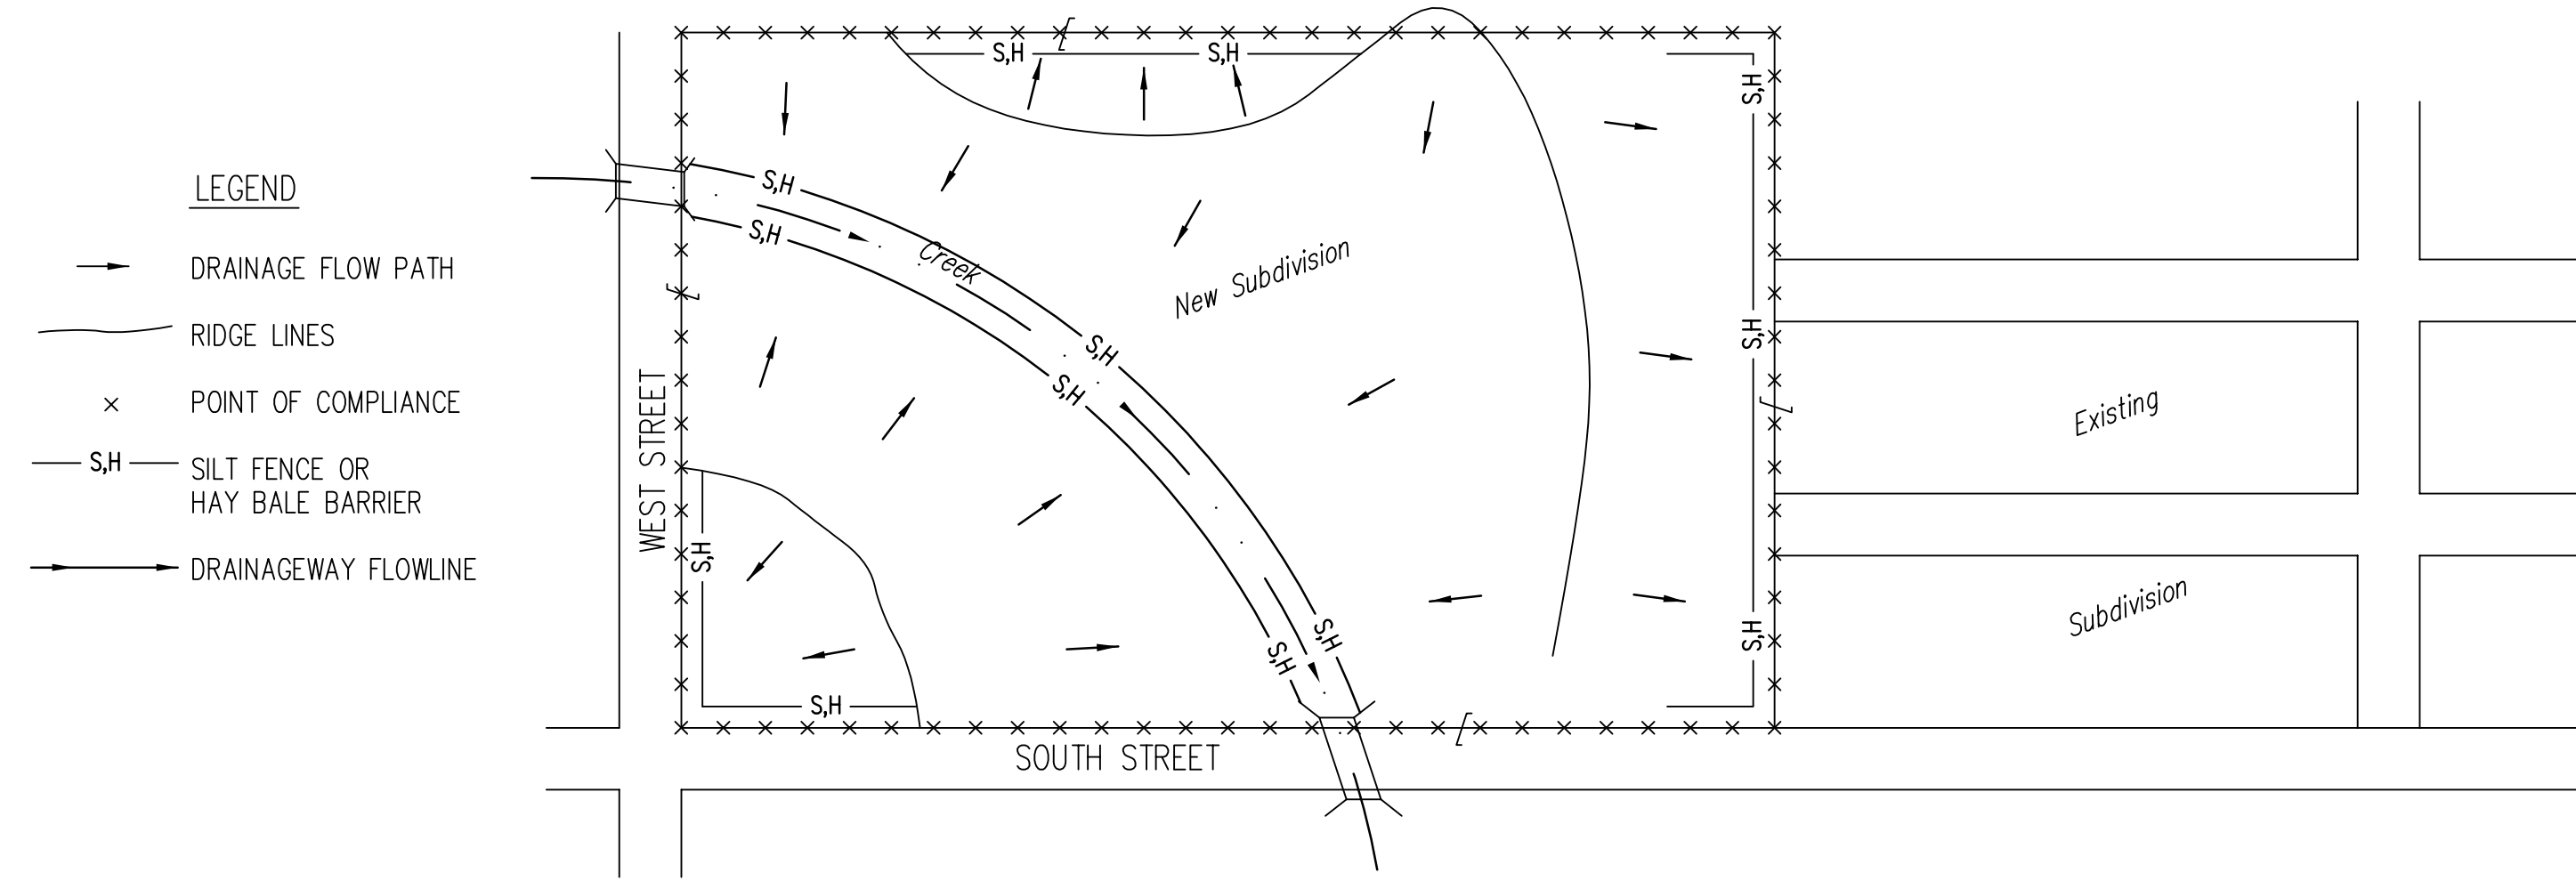 LEGEND
DRAINAGE FLOW PATH
RIDGE LINES
POINT OF COMPLIANCE
S,H
SILT FENCE OR
HAY BALE BARRIER
DRAINAGEWAY FLOWLINE
WEST STREET
S,H
S,H
S,H
S,H
S,H
Creek
New Subdivision
S,H
S,H
S,H
S,H
S,H
S,H
S,H
S,H
S,H
SOUTH STREET
Existing
Subdivision